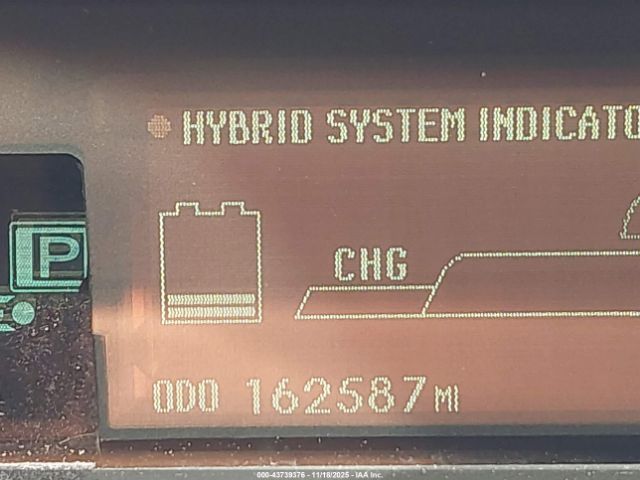 HYBRID SYSTEM INDICATO
P
CHG
ODO 162587 MI
000-43739376 - 11/18/2025 - IAA Inc.